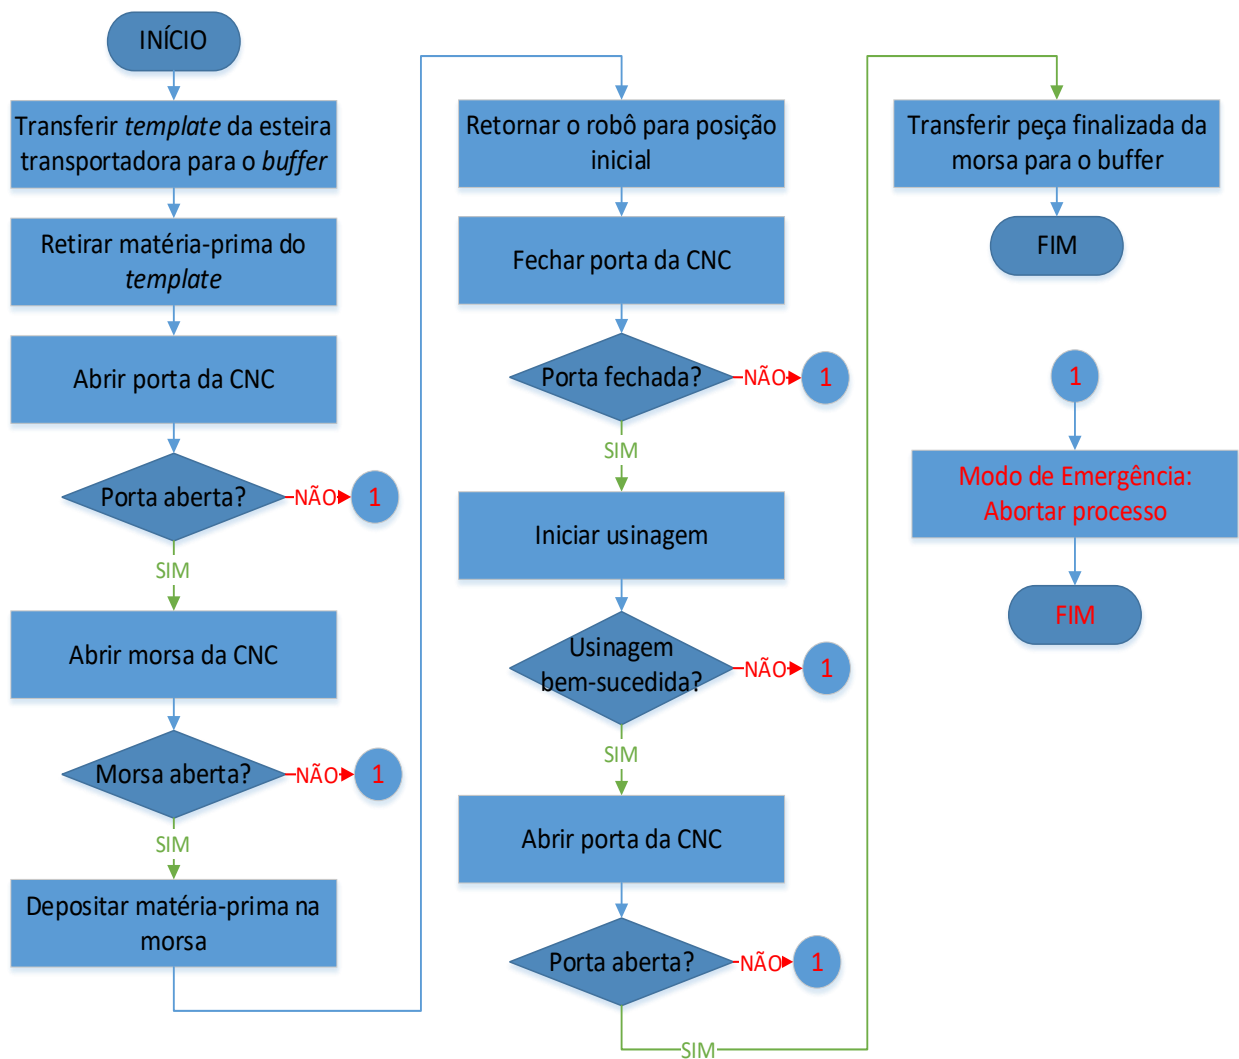 INÍCIO
Transferir template da esteira
transportadora para o buffer
Retirar matéria-prima do
template
Abrir porta da CNC
Porta aberta?
NÃO
1
SIM
Abrir morsa da CNC
Morsa aberta?
NÃO
1
SIM
Depositar matéria-prima na
morsa
Retornar o robô para posição
inicial
Fechar porta da CNC
Porta fechada?
NÃO
1
SIM
Iniciar usinagem
Usinagem
bem-sucedida?
NÃO
1
SIM
Abrir porta da CNC
Porta aberta?
NÃO
1
SIM
Transferir peça finalizada da
morsa para o buffer
FIM
1
Modo de Emergência:
Abortar processo
FIM